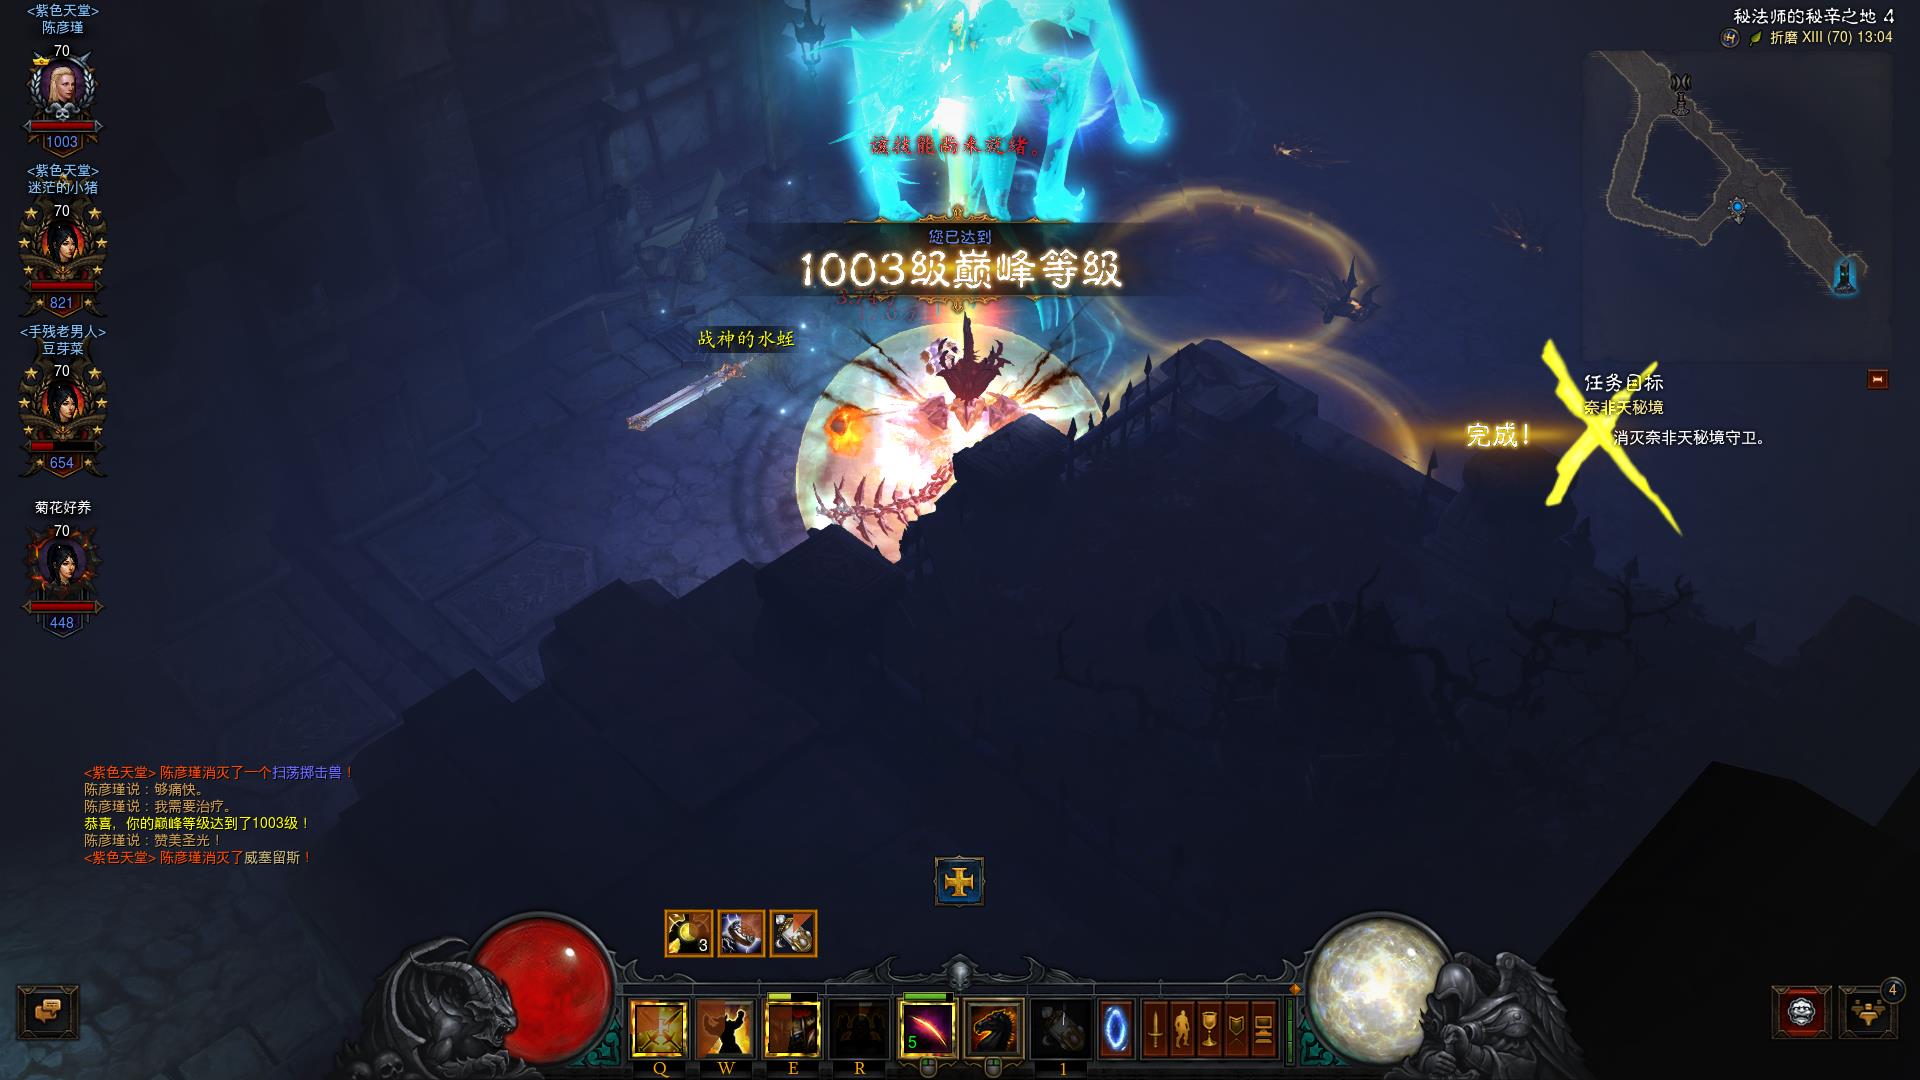 <紫色天堂>
陈彦瑾
70
1003
<紫色天堂>
迷茫的小猪
70
821
<手残老男人>
豆芽菜
70
654
菊花好养
70
448
秘法师的秘辛之地 4
折磨 XIII (70) 13:04
该技能尚未就绪。
您已达到
1003级巅峰等级
战神的水蛭
任务目标
奈非天秘境
完成！
消灭奈非天秘境守卫。
<紫色天堂> 陈彦瑾消灭了一个扫荡掷击兽！
陈彦瑾说：够痛快。
陈彦瑾说：我需要治疗。
恭喜，你的巅峰等级达到了1003级！
陈彦瑾说：赞美圣光！
<紫色天堂> 陈彦瑾消灭了威塞留斯！
3
5
Q W E R 1
4